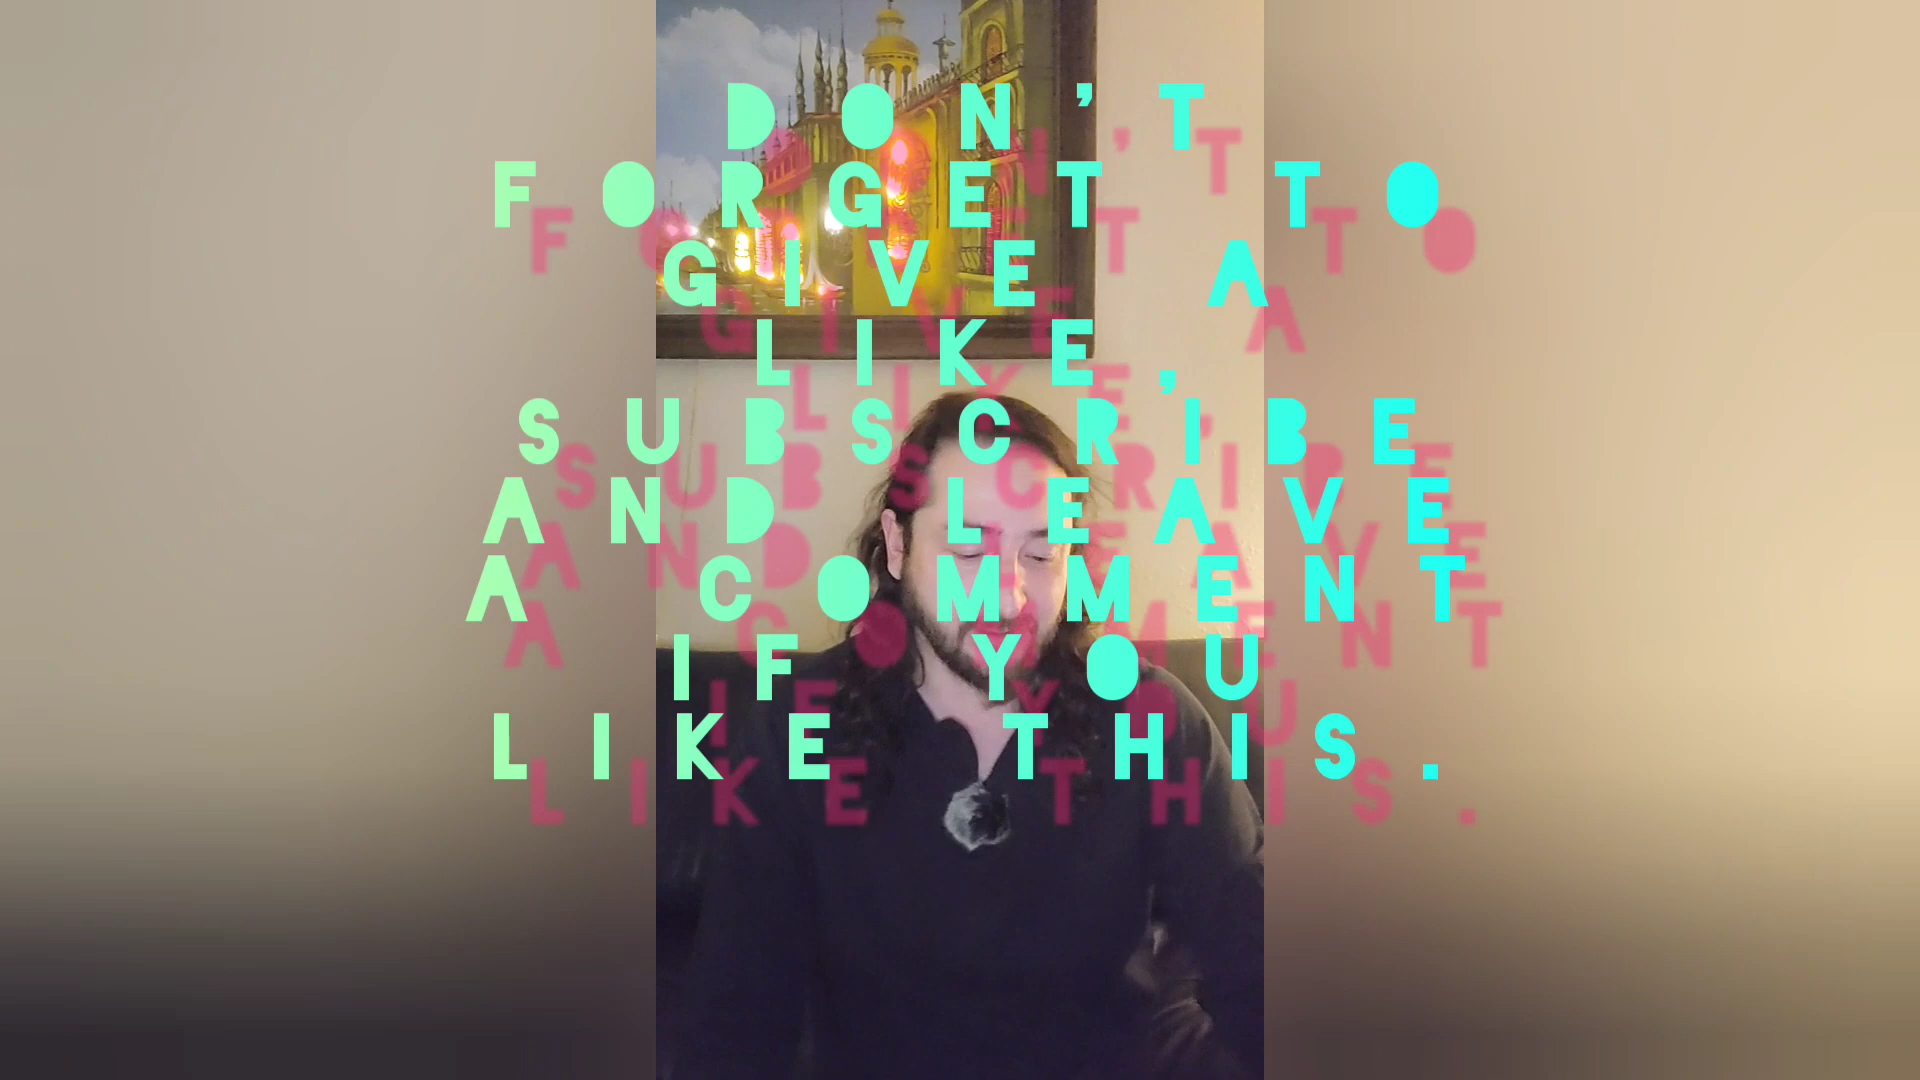 DON'T
FORGET TO
GIVE A
LIKE,
SUBSCRIBE
AND LEAVE
A COMMENT
IF YOU
LIKE THIS.